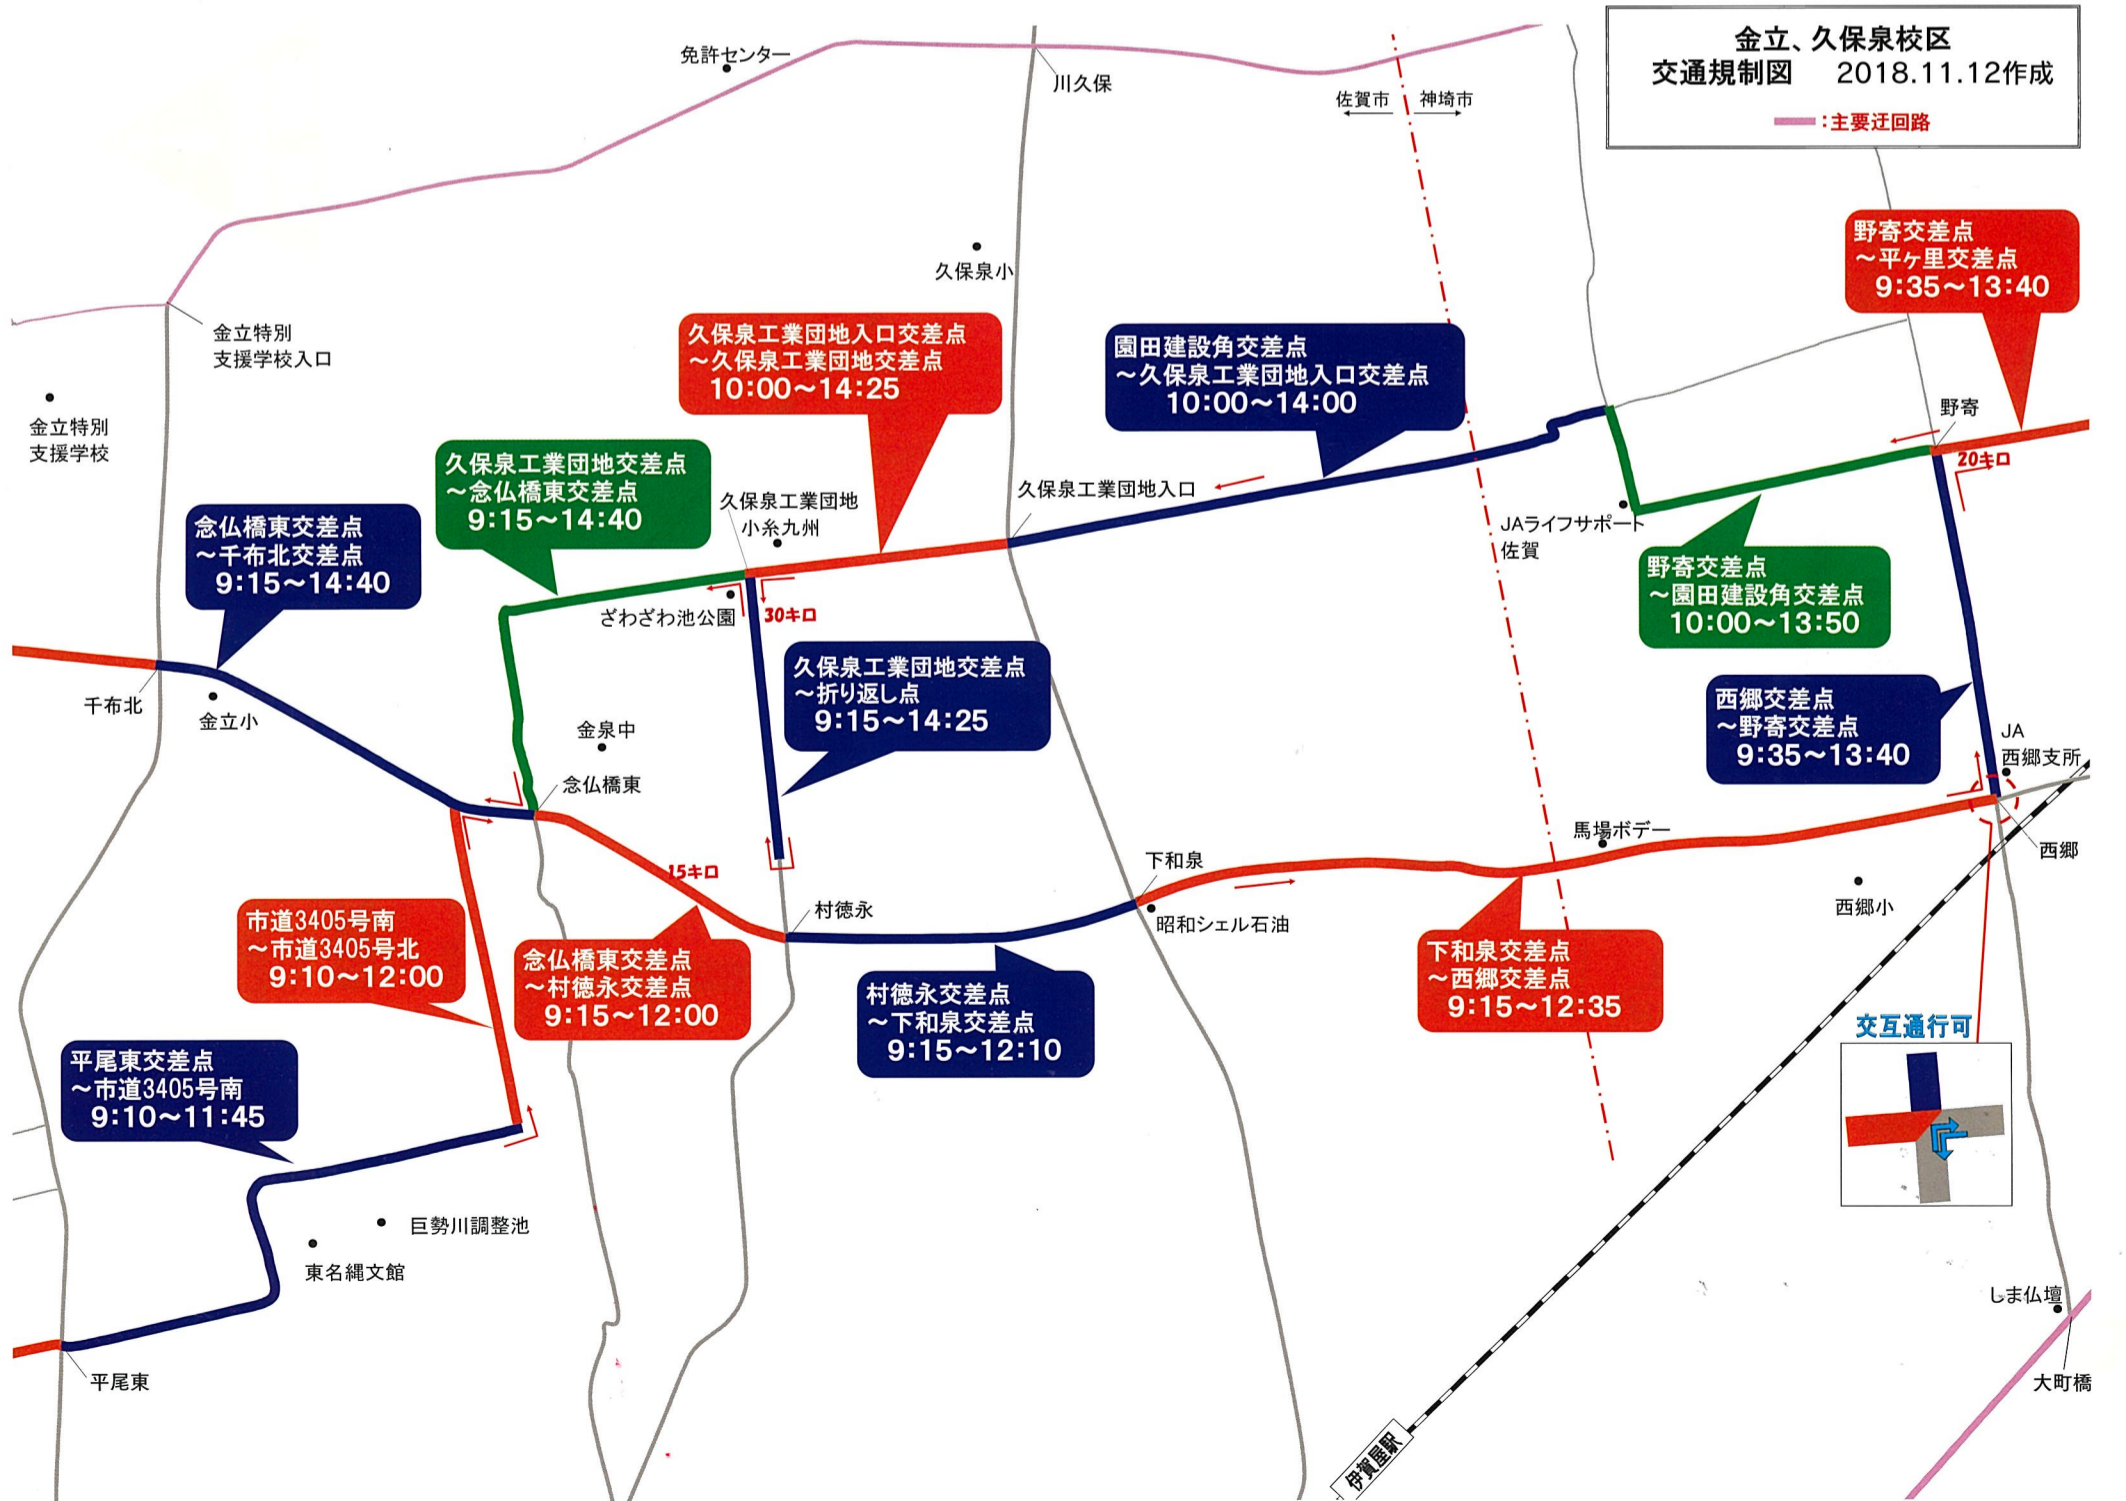 金立、久保泉校区
交通規制図 2018.11.12作成
:主要迂回路
免許センター
川久保
佐賀市
神埼市
久保泉小
金立特別
支援学校入口
金立特別
支援学校
野寄交差点
～平ヶ里交差点
9:35～13:40
久保泉工業団地入口交差点
～久保泉工業団地交差点
10:00～14:25
園田建設角交差点
～久保泉工業団地入口交差点
10:00～14:00
野寄
20キロ
久保泉工業団地交差点
～念仏橋東交差点
9:15～14:40
久保泉工業団地
小糸九州
久保泉工業団地入口
JAライフサポート
佐賀
念仏橋東交差点
～千布北交差点
9:15～14:40
ざわざわ池公園
30キロ
野寄交差点
～園田建設角交差点
10:00～13:50
久保泉工業団地交差点
～折り返し点
9:15～14:25
西郷交差点
～野寄交差点
9:35～13:40
千布北
金立小
金泉中
念仏橋東
JA
西郷支所
馬場ボデー
西郷
下和泉
15キロ
西郷小
村徳永
昭和シェル石油
市道3405号南
～市道3405号北
9:10～12:00
念仏橋東交差点
～村徳永交差点
9:15～12:00
村徳永交差点
～下和泉交差点
9:15～12:10
下和泉交差点
～西郷交差点
9:15～12:35
交互通行可
平尾東交差点
～市道3405号南
9:10～11:45
巨勢川調整池
東名縄文館
しま仏壇
平尾東
大町橋
伊賀屋駅